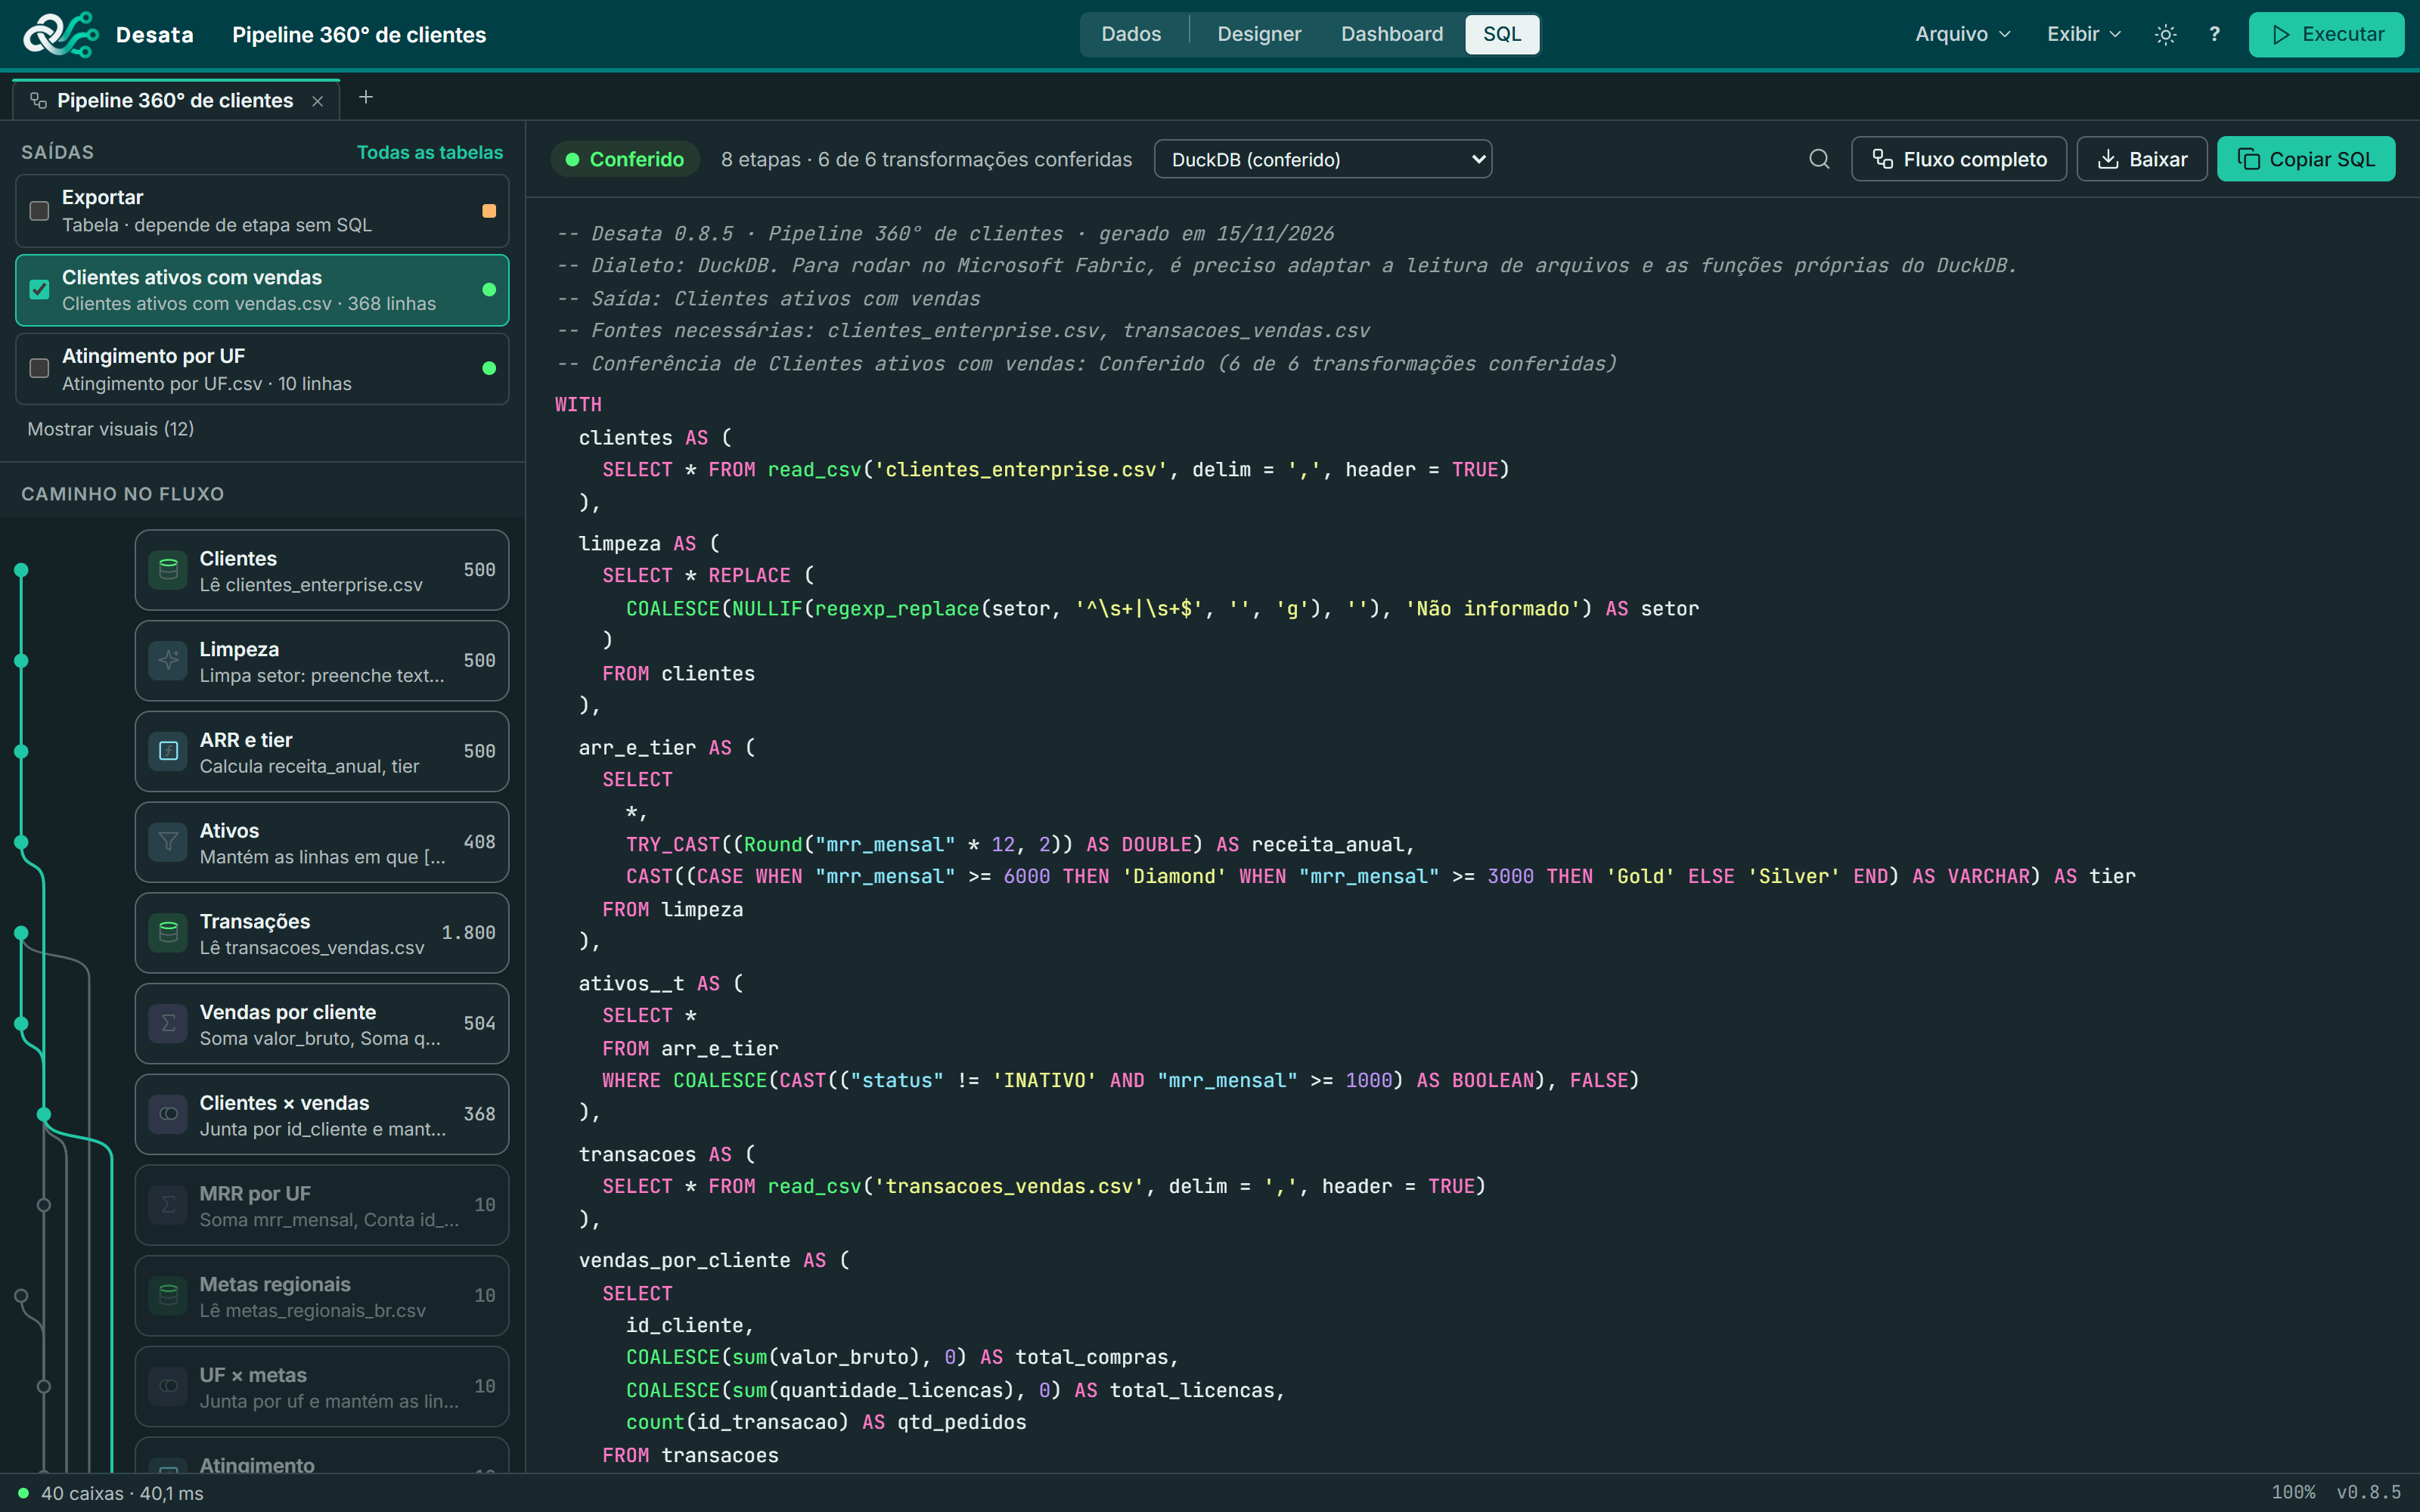 Desata
Pipeline 360° de clientes
Dados
Designer
Dashboard
SQL
Arquivo
Exibir
?
Executar
Pipeline 360° de clientes
SAÍDAS
Todas as tabelas
Exportar
Tabela · depende de etapa sem SQL
Clientes ativos com vendas
Clientes ativos com vendas.csv · 368 linhas
Atingimento por UF
Atingimento por UF.csv · 10 linhas
Mostrar visuais (12)
CAMINHO NO FLUXO
Clientes
Lê clientes_enterprise.csv
500
Limpeza
Limpa setor: preenche text...
500
ARR e tier
Calcula receita_anual, tier
500
Ativos
Mantém as linhas em que [...
408
Transações
Lê transacoes_vendas.csv
1.800
Vendas por cliente
Soma valor_bruto, Soma q...
504
Clientes × vendas
Junta por id_cliente e mant...
368
MRR por UF
Soma mrr_mensal, Conta id_...
10
Metas regionais
Lê metas_regionais_br.csv
10
UF × metas
Junta por uf e mantém as lin...
10
Atingimento
Conferido
8 etapas · 6 de 6 transformações conferidas
DuckDB (conferido)
Fluxo completo
Baixar
Copiar SQL
-- Desata 0.8.5 · Pipeline 360° de clientes · gerado em 15/11/2026
-- Dialeto: DuckDB. Para rodar no Microsoft Fabric, é preciso adaptar a leitura de arquivos e as funções próprias do DuckDB.
-- Saída: Clientes ativos com vendas
-- Fontes necessárias: clientes_enterprise.csv, transacoes_vendas.csv
-- Conferência de Clientes ativos com vendas: Conferido (6 de 6 transformações conferidas)
WITH
clientes AS (
SELECT * FROM read_csv('clientes_enterprise.csv', delim = ',', header = TRUE)
),
limpeza AS (
SELECT * REPLACE (
COALESCE(NULLIF(regexp_replace(setor, '^\s+|\s+$', '', 'g'), ''), 'Não informado') AS setor
)
FROM clientes
),
arr_e_tier AS (
SELECT
*,
TRY_CAST((Round("mrr_mensal" * 12, 2)) AS DOUBLE) AS receita_anual,
CAST((CASE WHEN "mrr_mensal" >= 6000 THEN 'Diamond' WHEN "mrr_mensal" >= 3000 THEN 'Gold' ELSE 'Silver' END) AS VARCHAR) AS tier
FROM limpeza
),
ativos__t AS (
SELECT *
FROM arr_e_tier
WHERE COALESCE(CAST(("status" != 'INATIVO' AND "mrr_mensal" >= 1000) AS BOOLEAN), FALSE)
),
transacoes AS (
SELECT * FROM read_csv('transacoes_vendas.csv', delim = ',', header = TRUE)
),
vendas_por_cliente AS (
SELECT
id_cliente,
COALESCE(sum(valor_bruto), 0) AS total_compras,
COALESCE(sum(quantidade_licencas), 0) AS total_licencas,
count(id_transacao) AS qtd_pedidos
FROM transacoes
40 caixas · 40,1 ms
100%
v0.8.5